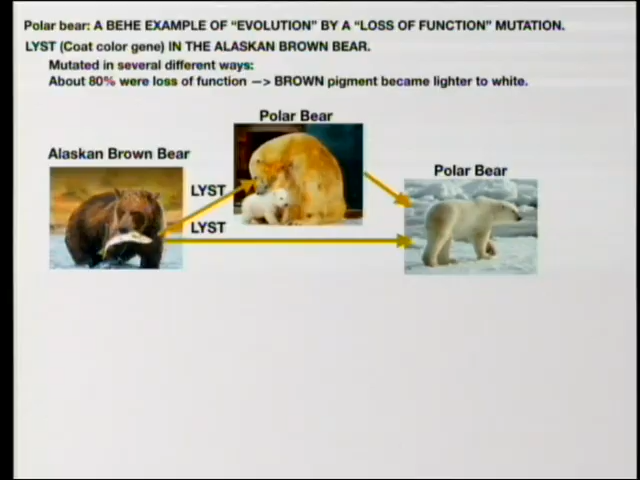 Polar bear: A BEHE EXAMPLE OF “EVOLUTION” BY A “LOSS OF FUNCTION” MUTATION.
LYST (Coat color gene) IN THE ALASKAN BROWN BEAR.
Mutated in several different ways:
About 80% were loss of function —> BROWN pigment became lighter to white.
Polar Bear
Alaskan Brown Bear
Polar Bear
LYST
LYST